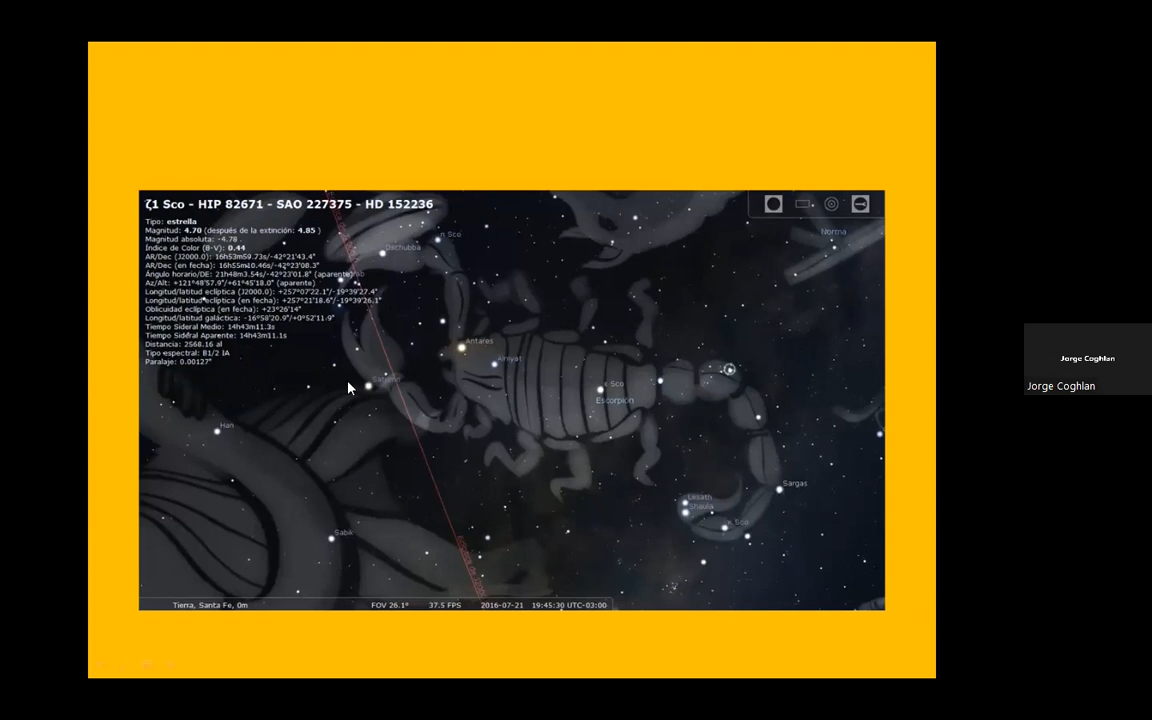 ζ1 Sco - HIP 82671 - SAO 227375 - HD 152236
Tipo: estrella
Magnitud: 4.70 (después de la extinción: 4.85 )
Magnitud absoluta: -4.78
Índice de Color (B-V): 0.44
AR/Dec (J2000.0): 16h53m59.73s/-42°21'43.4"
AR/Dec (en fecha): 16h55m10.46s/-42°23'08.3"
Ángulo horario/DE: 21h48m3.54s/-42°23'01.8" (aparente)
Az/Alt: +121°48'57.9"/+61°45'18.0" (aparente)
Longitud/latitud eclíptica (J2000.0): +257°07'22.1"/-19°39'27.4"
Longitud/latitud eclíptica (en fecha): +257°21'18.6"/-19°39'26.1"
Oblicuidad eclíptica (en fecha): +23°26'14"
Longitud/latitud galáctica: -16°58'20.9"/+0°52'11.9"
Tiempo Sideral Medio: 14h43m11.3s
Tiempo Sideral Aparente: 14h43m11.1s
Distancia: 2568.16 al
Tipo espectral: B1/2 IA
Paralaje: 0.00127"
π Sco
Dschubba
Norma
Antares
Alniyat
Saturno
ε Sco
Escorpión
Han
Sargas
Lesath
Shaula
κ Sco
Sabik
Tierra, Santa Fe, 0m
FOV 26.1°
37.5 FPS
2016-07-21 19:45:30 UTC-03:00
Jorge Coghlan
Jorge Coghlan